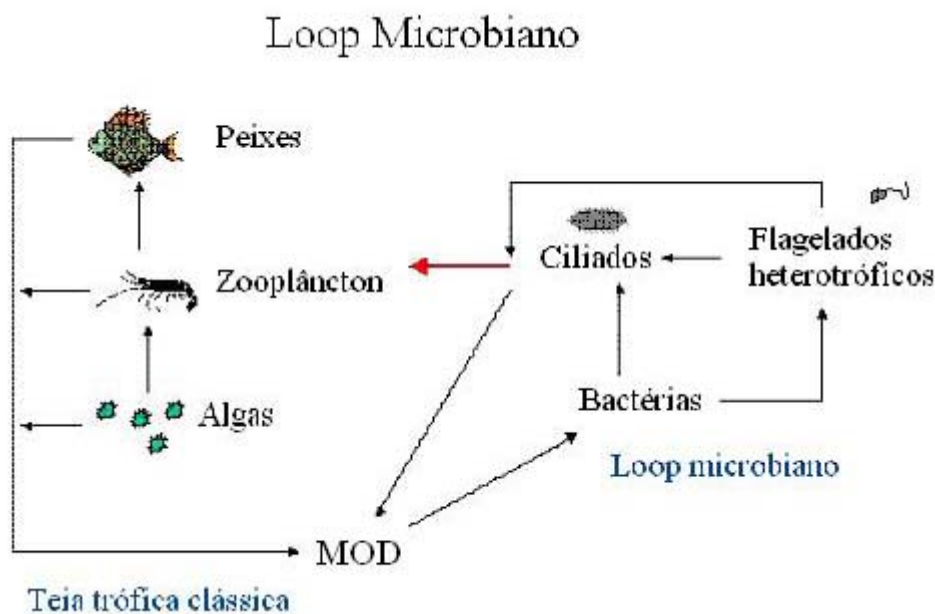 Loop Microbiano
Peixes
Zooplâncton
Algas
Ciliados
Flagelados
heterotróficos
Bactérias
Loop microbiano
MOD
Teia trófica clássica